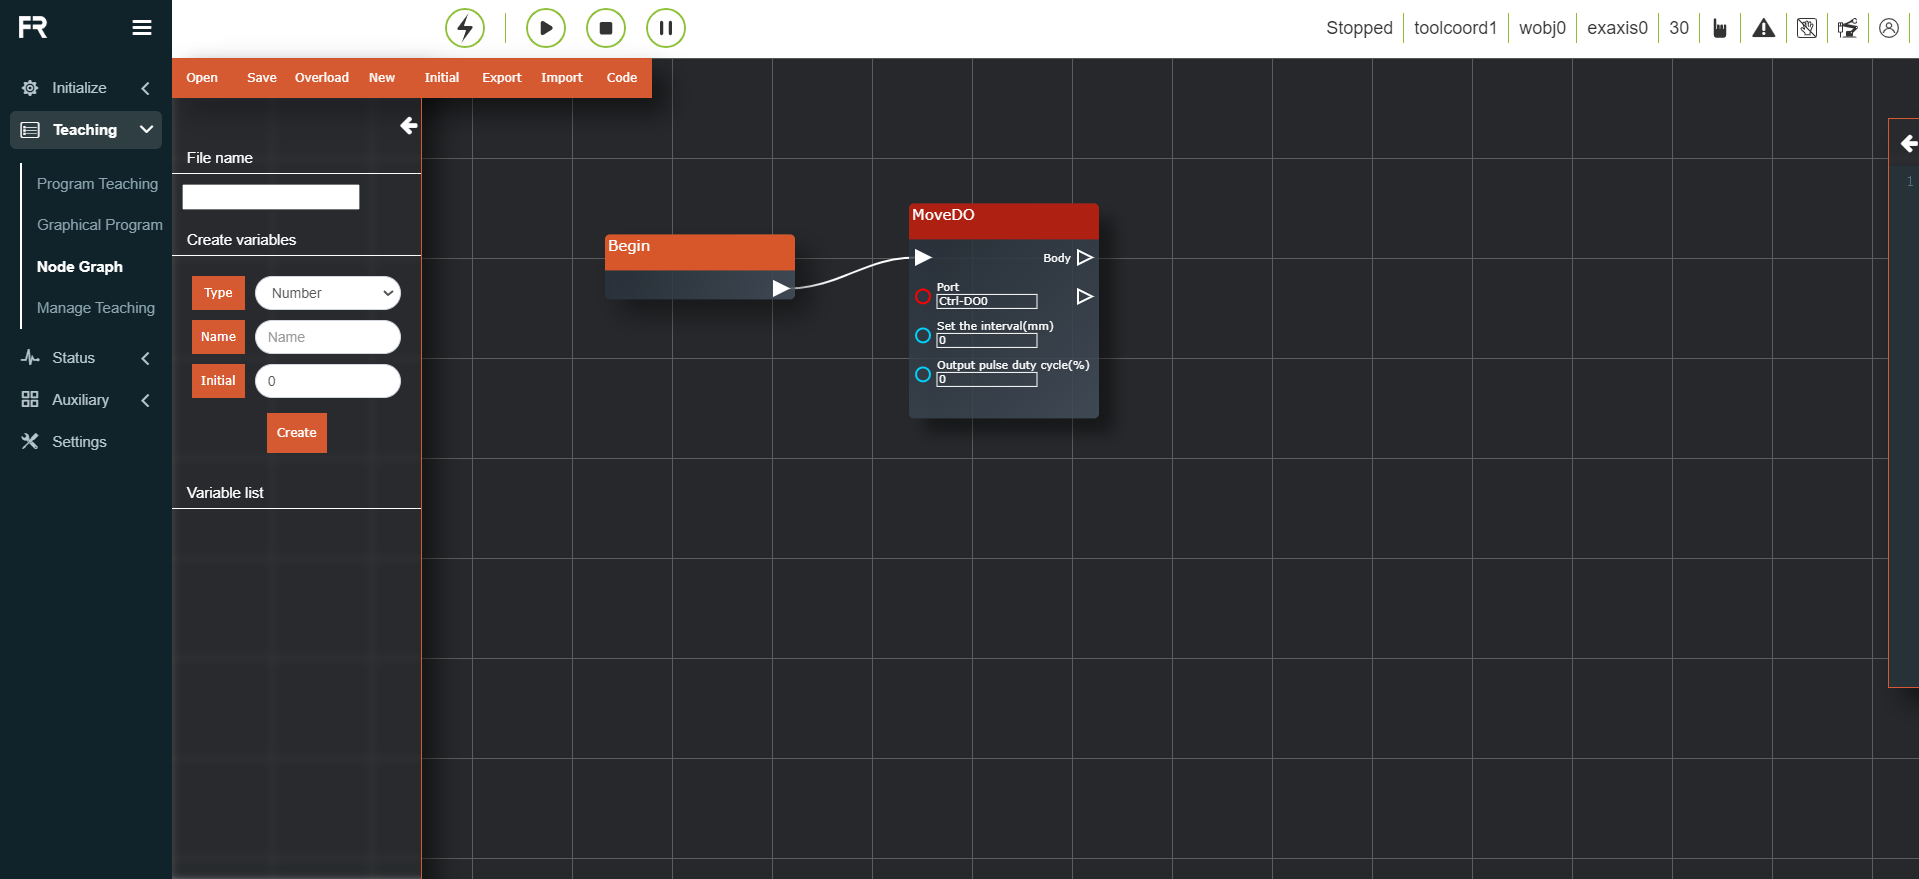 FR
Stopped
toolcoord1
wobj0
exaxis0
30
Initialize
Teaching
Program Teaching
Graphical Program
Node Graph
Manage Teaching
Status
Auxiliary
Settings
Open Save Overload New Initial Export Import Code
File name
Create variables
Type Number
Name Name
Initial 0
Create
Variable list
Begin
MoveDO
Body
Port
Ctrl-DO0
Set the interval(mm)
0
Output pulse duty cycle(%)
0
1